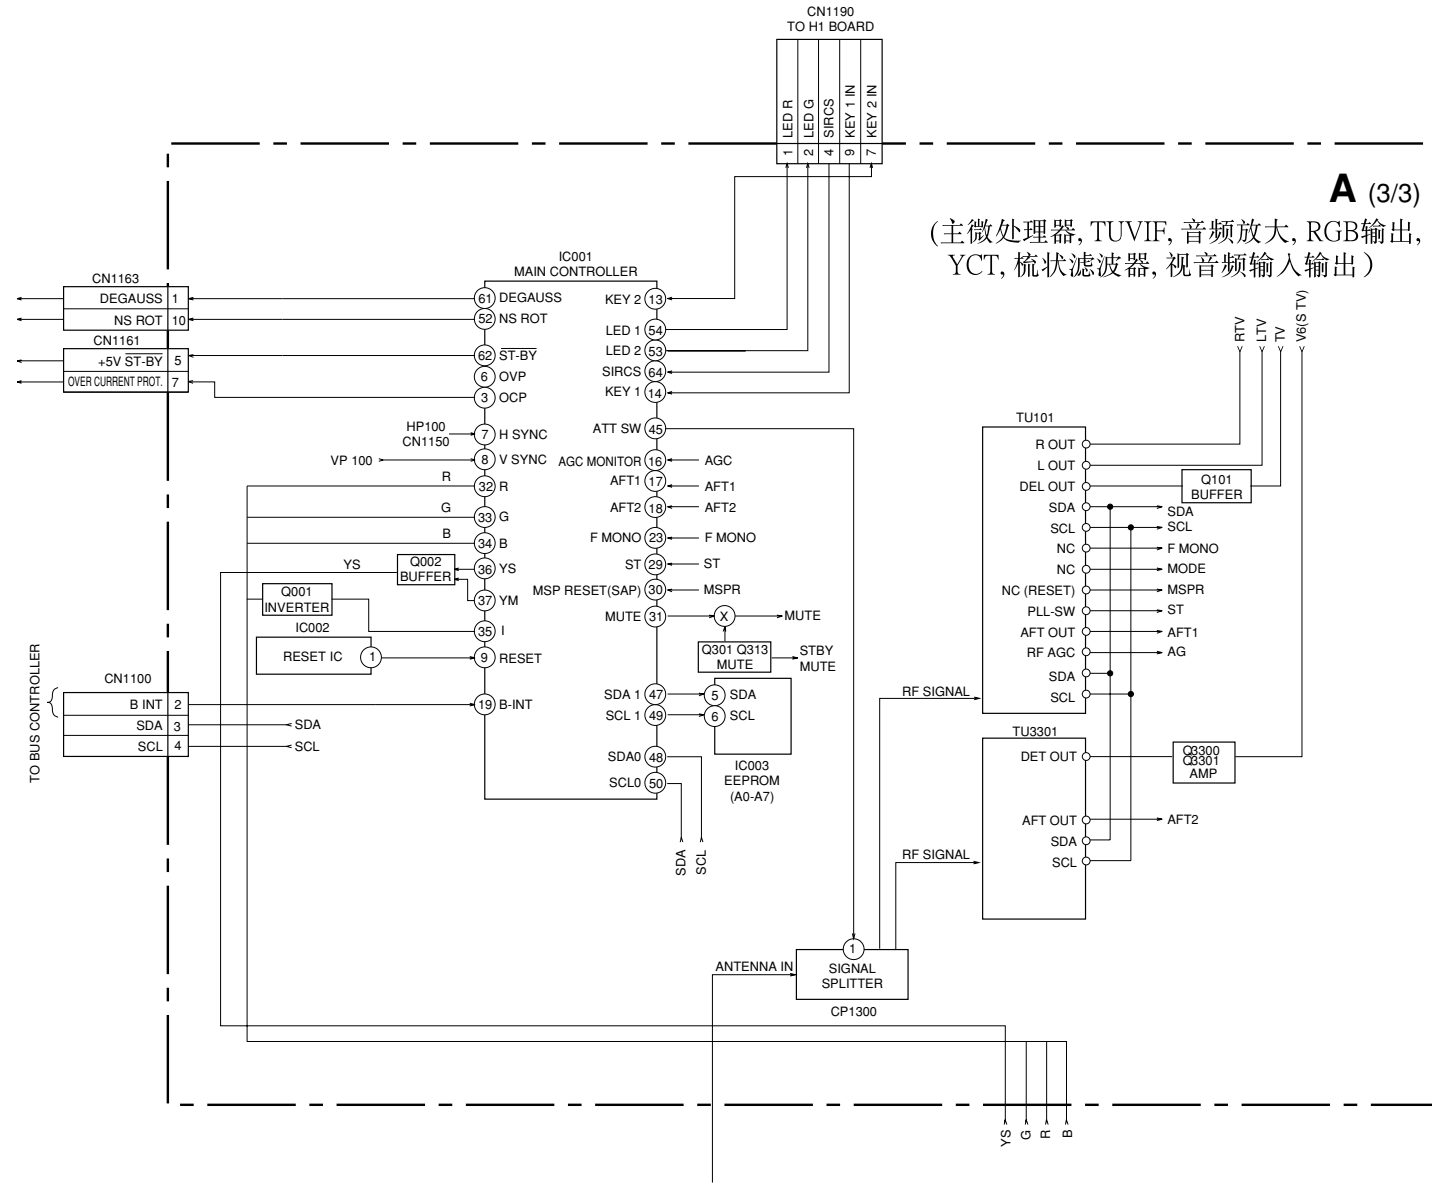 CN1190
TO H1 BOARD
LED R
LED G
SIRCS
KEY 1 IN
KEY 2 IN
1
2
4
9
7
A (3/3)
(主微处理器, TUVIF, 音频放大, RGB输出,
YCT, 梳状滤波器, 视音频输入输出)
CN1163
DEGAUSS 1
NS ROT 10
CN1161
+5V ST-BY 5
OVER CURRENT PROT. 7
IC001
MAIN CONTROLLER
61 DEGAUSS
52 NS ROT
62 ST-BY
6 OVP
3 OCP
HP100
CN1150
7 H SYNC
VP 100
8 V SYNC
R
32 R
G
33 G
B
34 B
YS
Q002
BUFFER
36 YS
37 YM
Q001
INVERTER
35 I
IC002
RESET IC 1
9 RESET
19 B-INT
KEY 2 13
LED 1 54
LED 2 53
SIRCS 64
KEY 1 14
ATT SW 45
AGC MONITOR 16 AGC
AFT1 17 AFT1
AFT2 18 AFT2
F MONO 23 F MONO
ST 29 ST
MSP RESET(SAP) 30 MSPR
MUTE 31 X MUTE
Q301 Q313
MUTE
STBY
MUTE
SDA 1 47 5 SDA
SCL 1 49 6 SCL
IC003
EEPROM
(A0-A7)
SDA0 48
SCL0 50
SDA
SCL
TO BUS CONTROLLER
CN1100
B INT 2
SDA 3 SDA
SCL 4 SCL
RTV
LTV
TV
V6(S TV)
TU101
R OUT
L OUT
DEL OUT
Q101
BUFFER
SDA SDA
SCL SCL
NC F MONO
NC MODE
NC (RESET) MSPR
PLL-SW ST
AFT OUT AFT1
RF AGC AG
SDA
SCL
RF SIGNAL
TU3301
DET OUT
Q3300
Q3301
AMP
AFT OUT AFT2
SDA
SCL
RF SIGNAL
ANTENNA IN
1
SIGNAL
SPLITTER
CP1300
YS
G
R
B